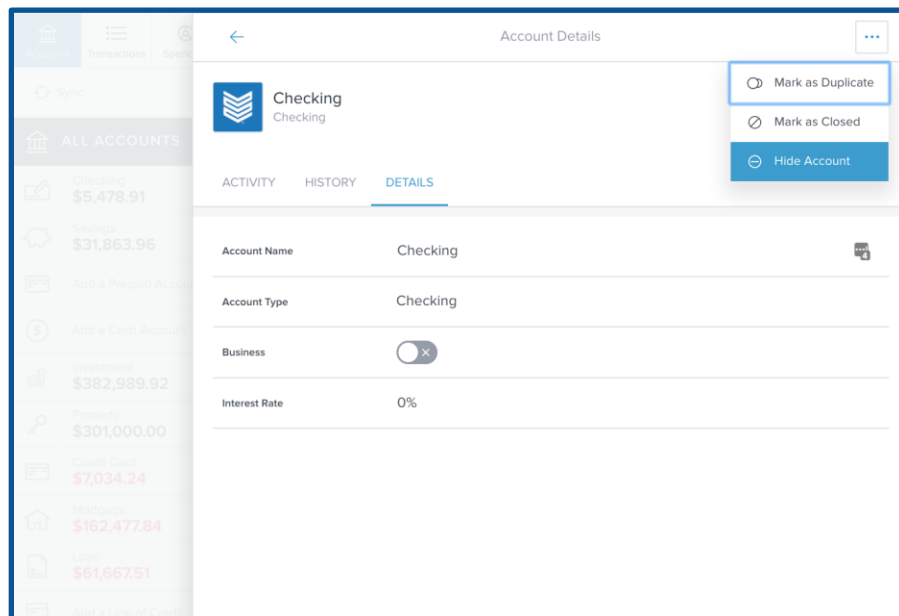 Accounts
Transactions
Spend
Account Details
...
Sync
Mark as Duplicate
Mark as Closed
Hide Account
Checking
Checking
ALL ACCOUNTS
ACTIVITY
HISTORY
DETAILS
Checking
$5,478.91
Savings
$31,863.96
Add a Prepaid Accou
Add a Cash Account
Investment
$382,989.92
Property
$301,000.00
Credit Card
$7,034.24
Mortgage
$162,477.84
Loan
$61,667.51
Add a Line of Credit
Account Name Checking
Account Type Checking
Business
Interest Rate 0%